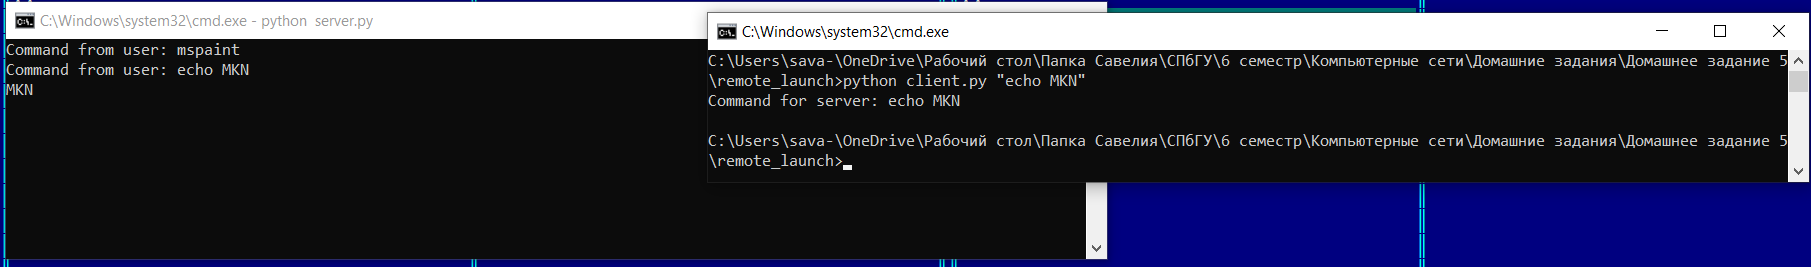 C:\Windows\system32\cmd.exe - python  server.py
Command from user: mspaint
Command from user: echo MKN
MKN
C:\Windows\system32\cmd.exe
C:\Users\sava-\OneDrive\Рабочий стол\Папка Савелия\СПбГУ\6 семестр\Компьютерные сети\Домашние задания\Домашнее задание 5
\remote_launch>python client.py "echo MKN"
Command for server: echo MKN
C:\Users\sava-\OneDrive\Рабочий стол\Папка Савелия\СПбГУ\6 семестр\Компьютерные сети\Домашние задания\Домашнее задание 5
\remote_launch>